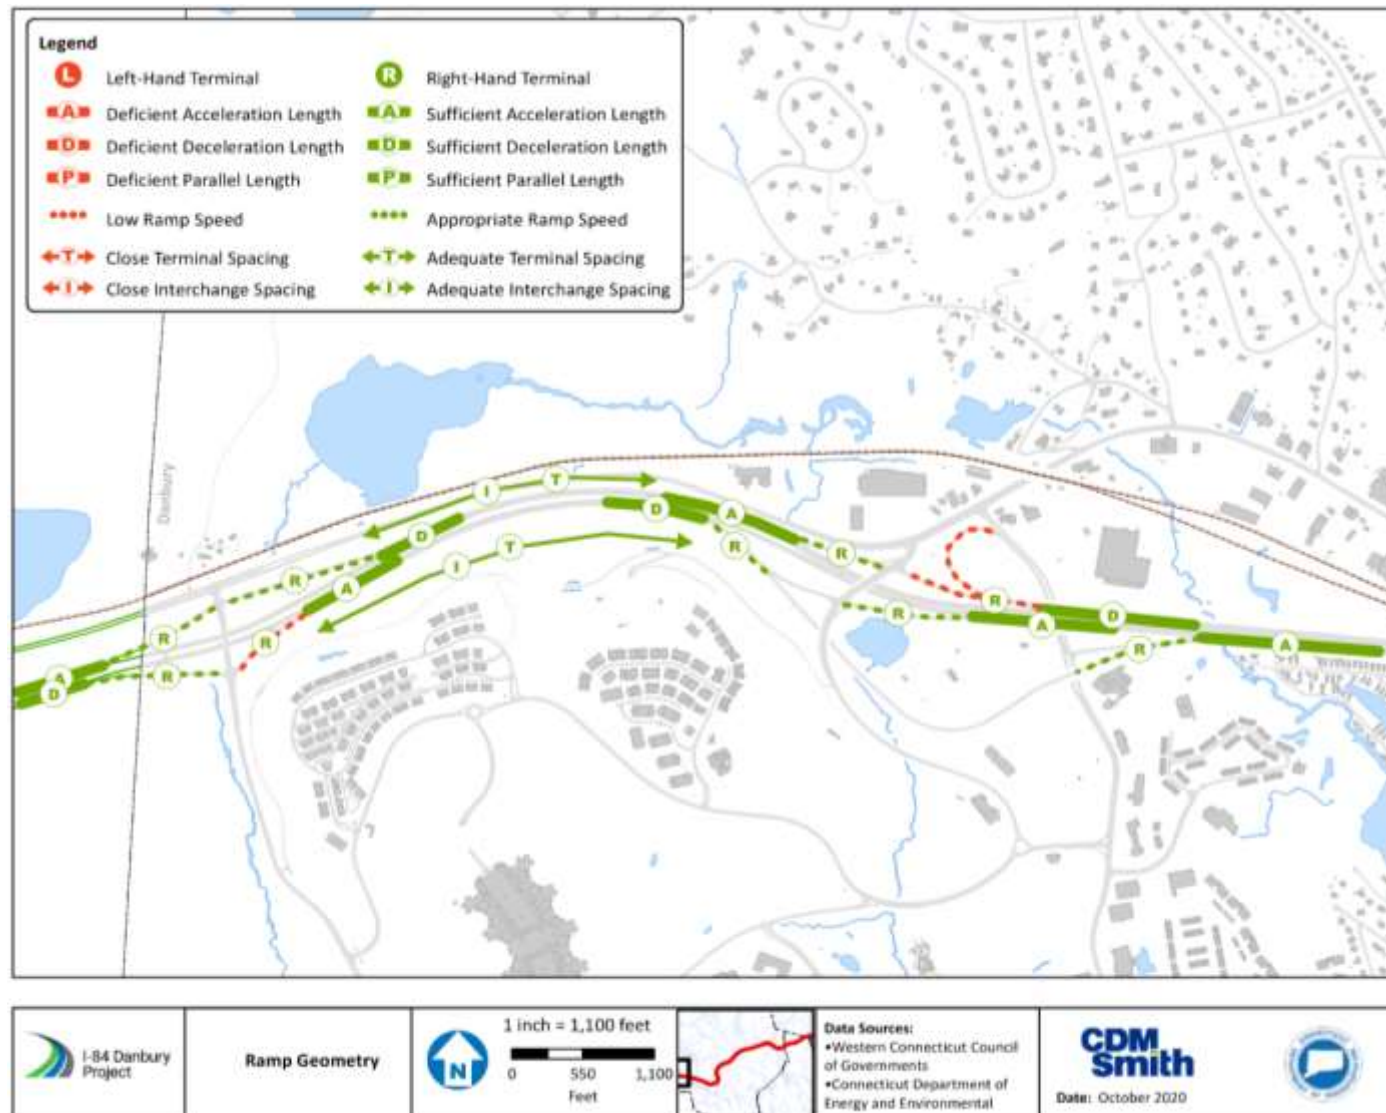 Legend
L Left-Hand Terminal
R Right-Hand Terminal
A Deficient Acceleration Length
A Sufficient Acceleration Length
D Deficient Deceleration Length
D Sufficient Deceleration Length
P Deficient Parallel Length
P Sufficient Parallel Length
Low Ramp Speed
Appropriate Ramp Speed
T Close Terminal Spacing
T Adequate Terminal Spacing
I Close Interchange Spacing
I Adequate Interchange Spacing
Danbury
I
T
D
A
D
R
A
I
T
R
R
R
R
R
R
D
A
R
A
R
A
R
D
I-84 Danbury
Project
Ramp Geometry
N
1 inch = 1,100 feet
0 550 1,100
Feet
Data Sources:
•Western Connecticut Council
of Governments
•Connecticut Department of
Energy and Environmental
CDM
Smith
Date: October 2020